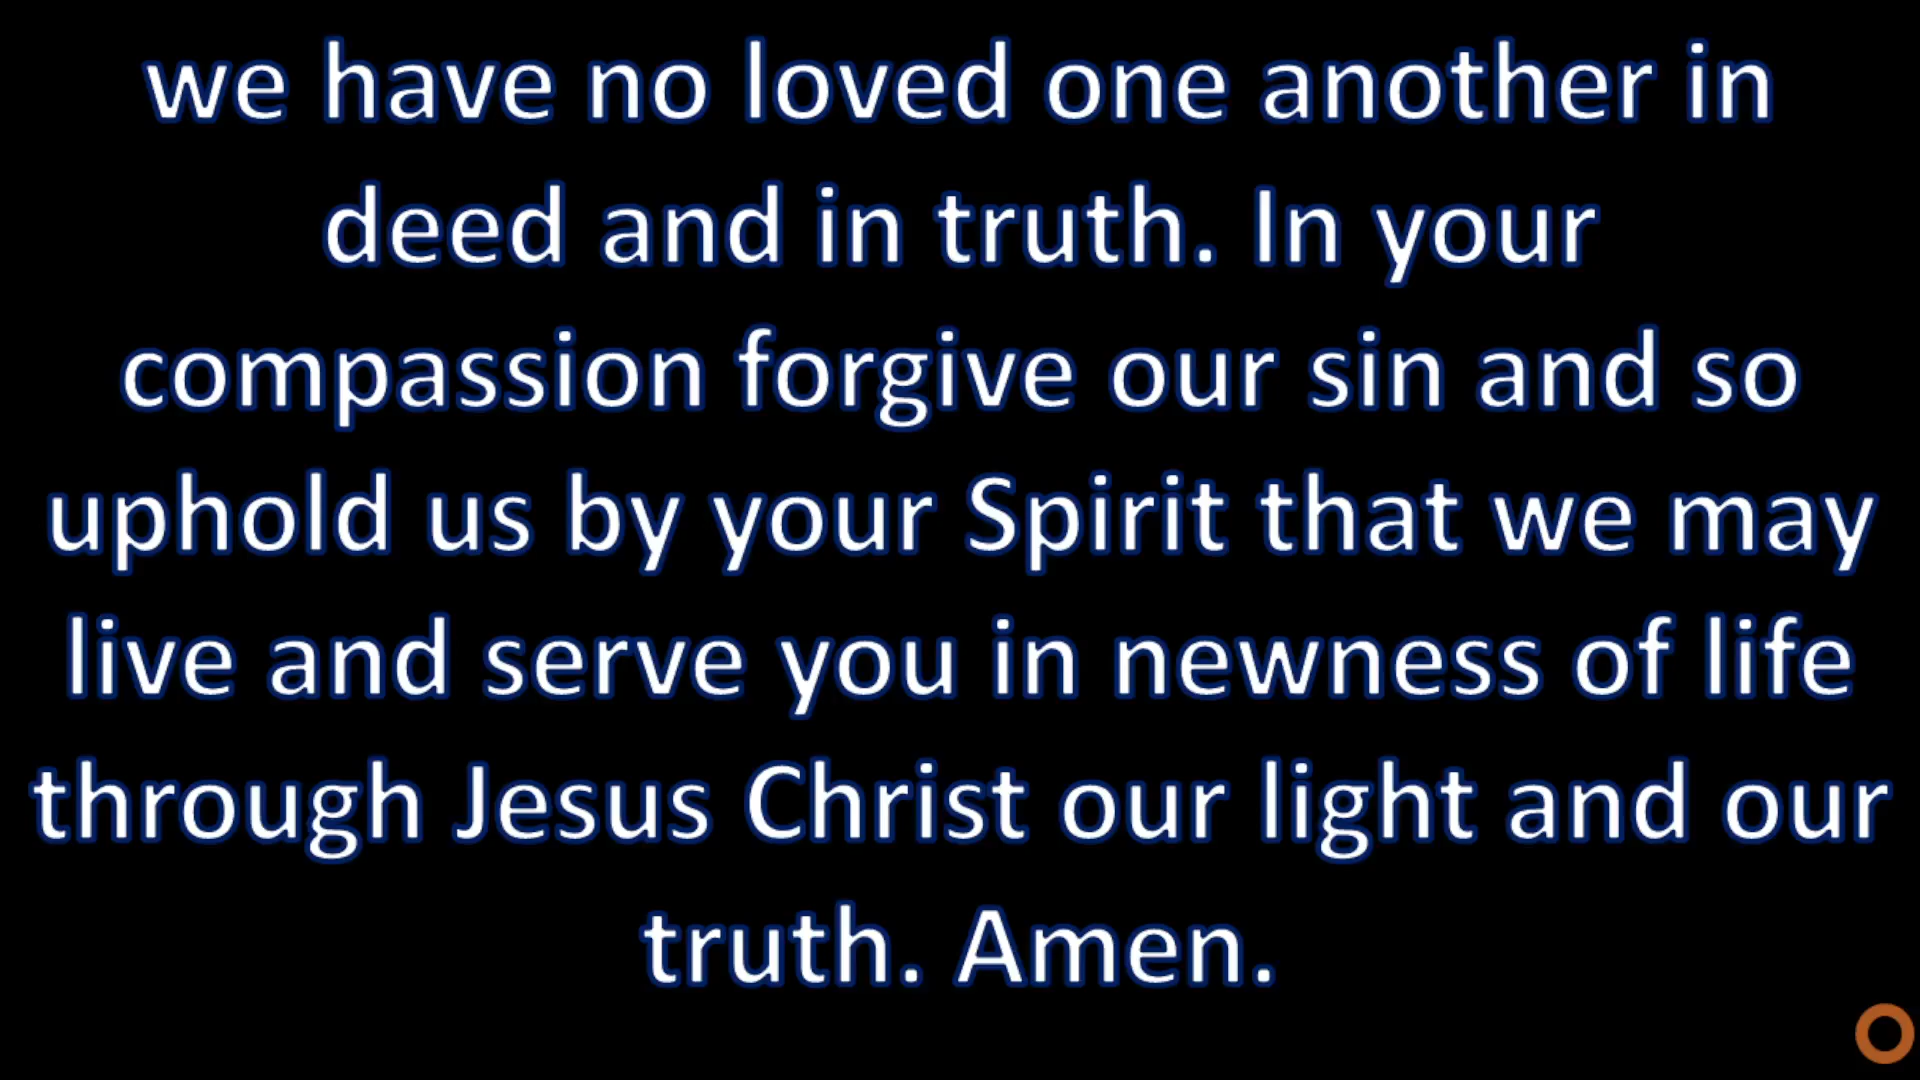 we have no loved one another in
deed and in truth. In your
compassion forgive our sin and so
uphold us by your Spirit that we may
live and serve you in newness of life
through Jesus Christ our light and our
truth. Amen.